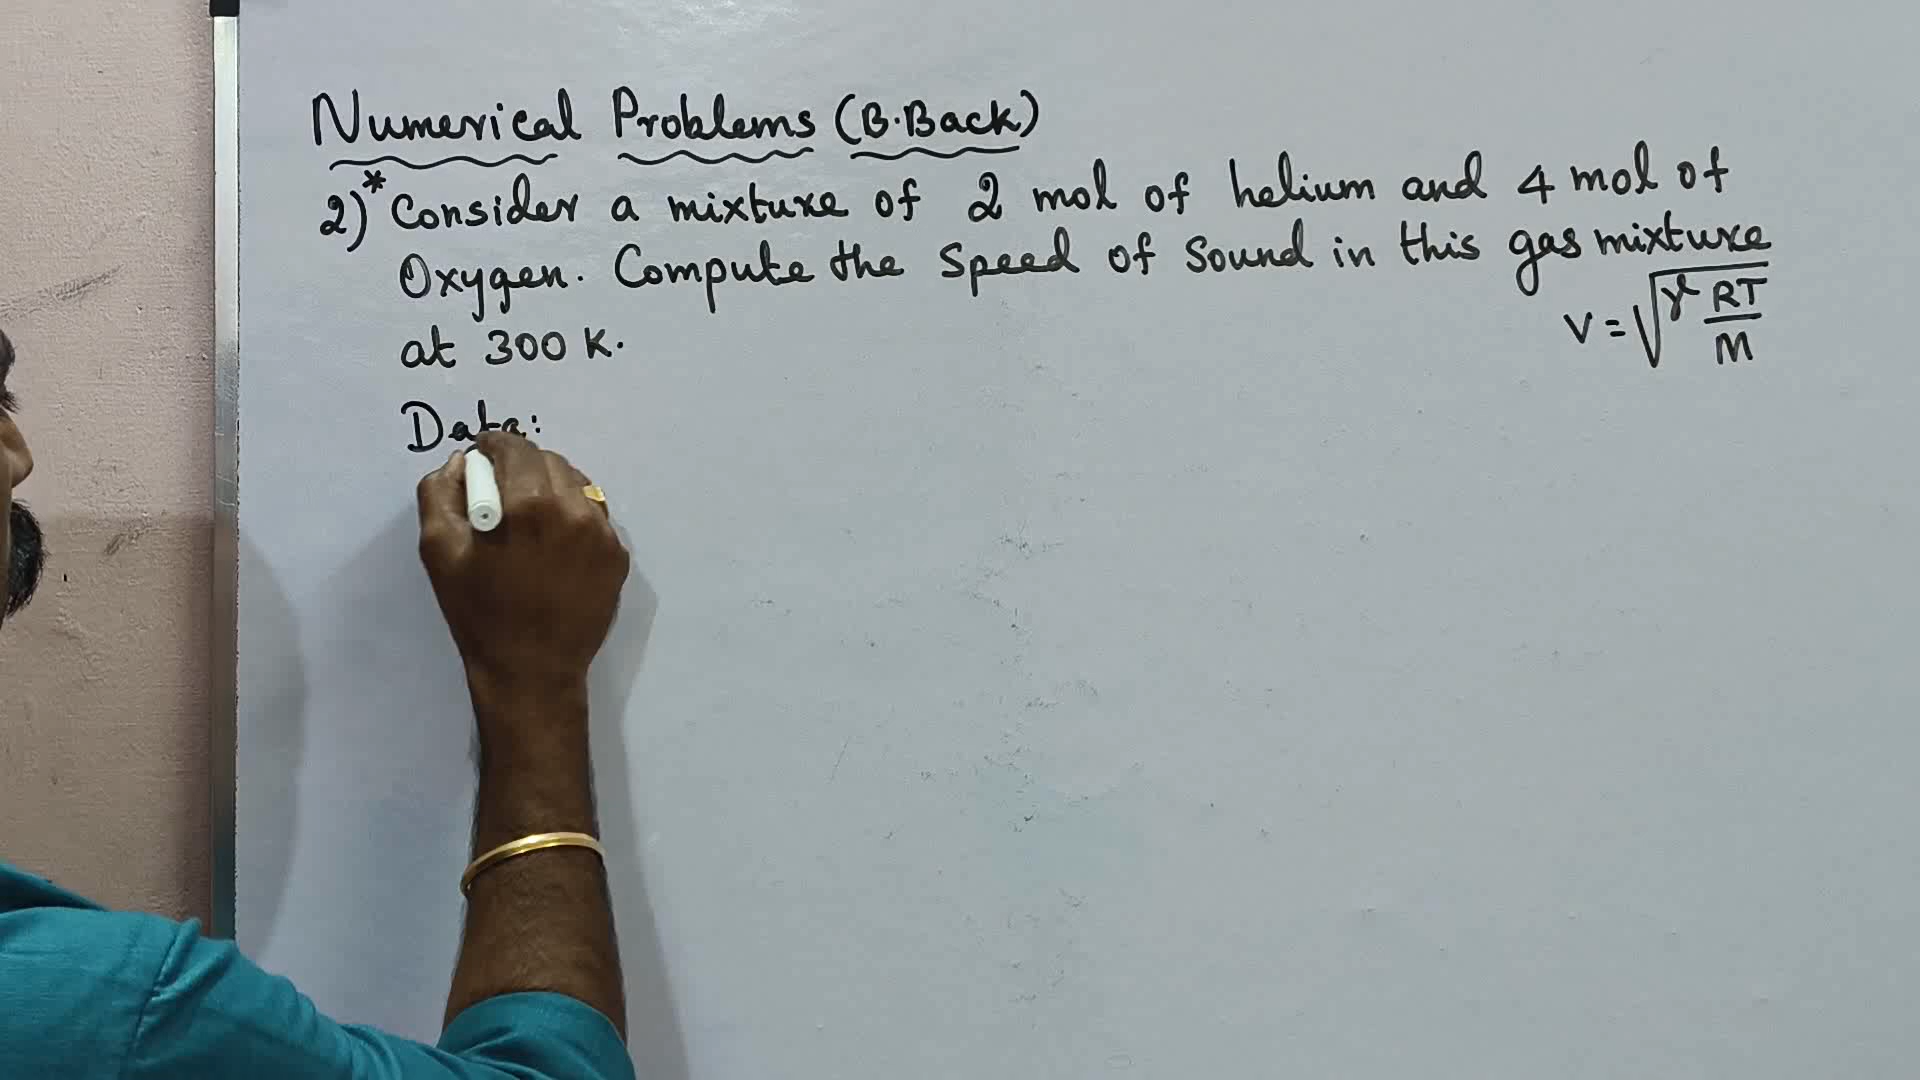 Numerical Problems (B.Back)
2)* Consider a mixture of 2 mol of helium and 4 mol of
Oxygen. Compute the Speed of Sound in this gas mixture
at 300 K.
V = √(γ RT/M)
Data: